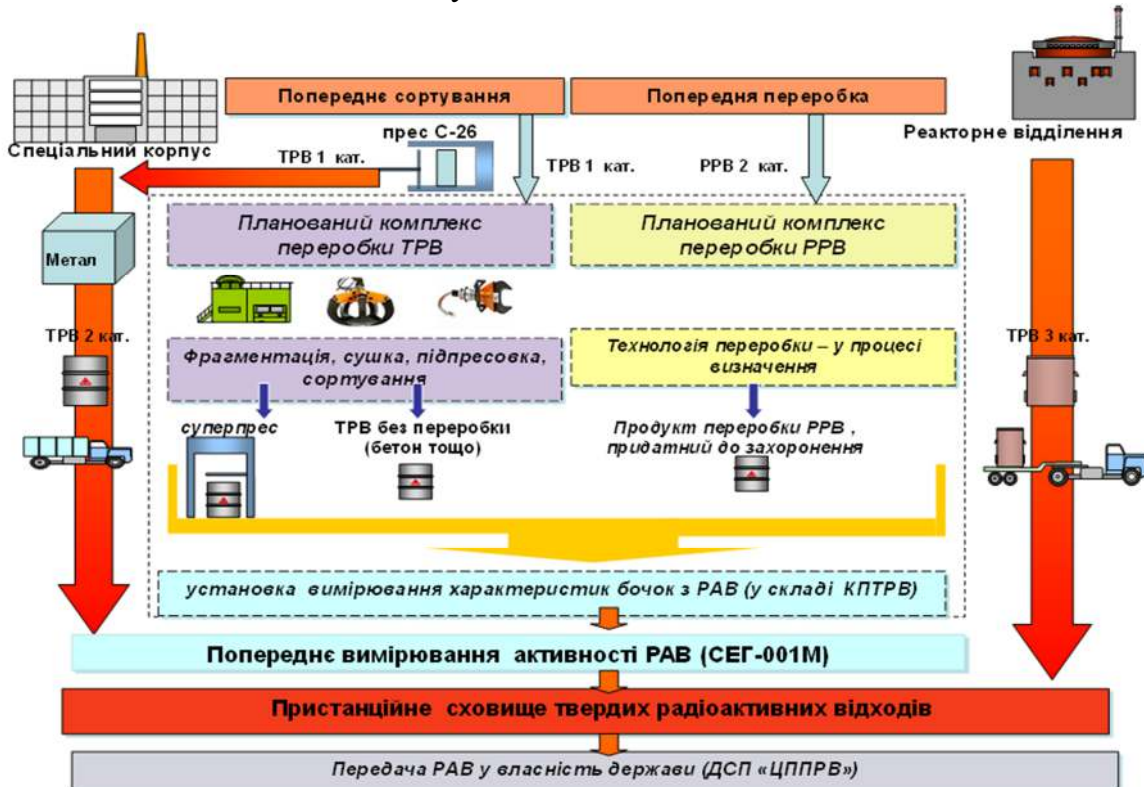 Попереднє сортування
Попередня переробка
прес С-26
Спеціальний корпус
Реакторне відділення
ТРВ 1 кат.
ТРВ 1 кат.
РРВ 2 кат.
Планований комплекс
переробки ТРВ
Планований комплекс
переробки РРВ
Метал
ТРВ 2 кат.
ТРВ 3 кат.
Фрагментація, сушка, підпресовка,
сортування
Технологія переробки – у процесі
визначення
суперпрес
ТРВ без переробки
(бетон тощо)
Продукт переробки РРВ ,
придатний до захоронення
установка вимірювання характеристик бочок з РАВ (у складі КПТРВ)
Попереднє вимірювання активності РАВ (СЕГ-001М)
Пристанційне сховище твердих радіоактивних відходів
Передача РАВ у власність держави (ДСП «ЦППРВ»)